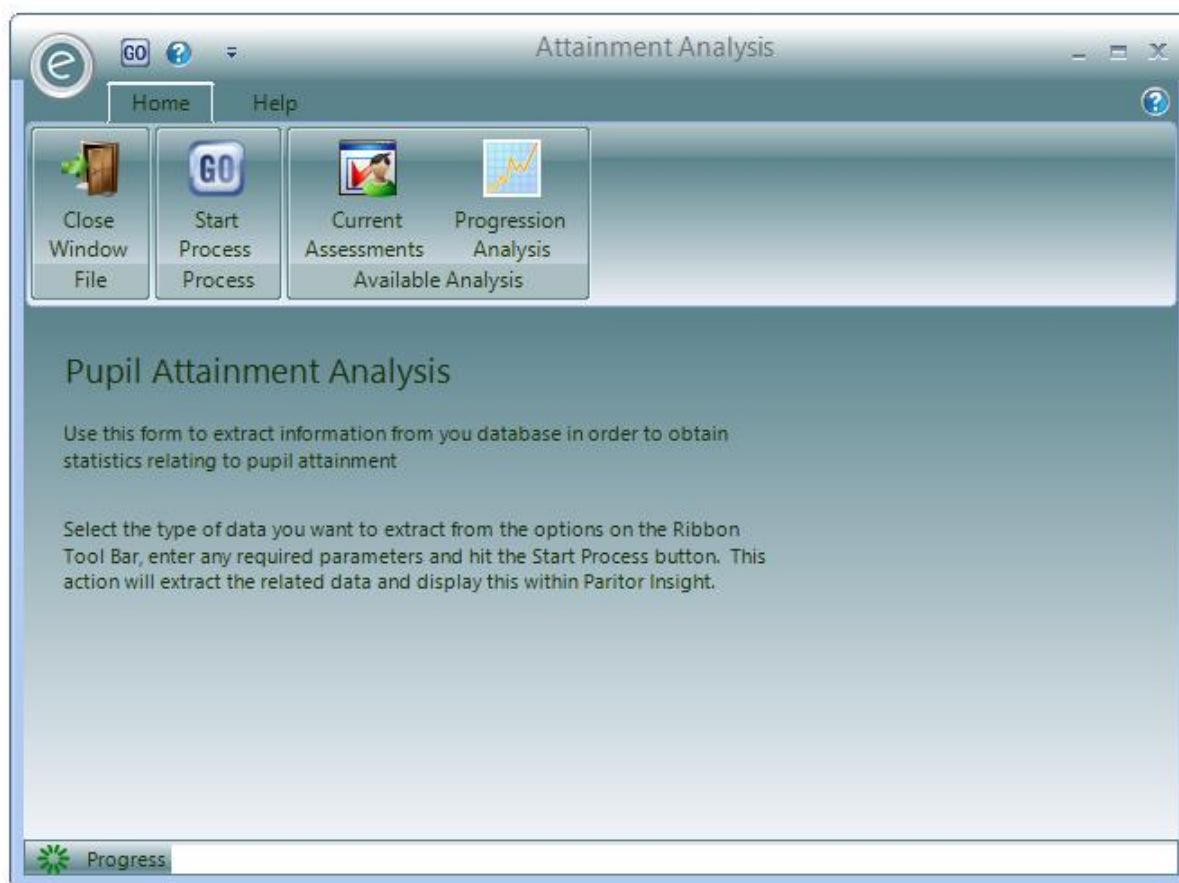 e GO ? Attainment Analysis
Home Help
GO
Close Window
Start Process
Current Assessments
Progression Analysis
File
Process
Available Analysis
Pupil Attainment Analysis
Use this form to extract information from you database in order to obtain
statistics relating to pupil attainment
Select the type of data you want to extract from the options on the Ribbon
Tool Bar, enter any required parameters and hit the Start Process button. This
action will extract the related data and display this within Paritor Insight.
Progress